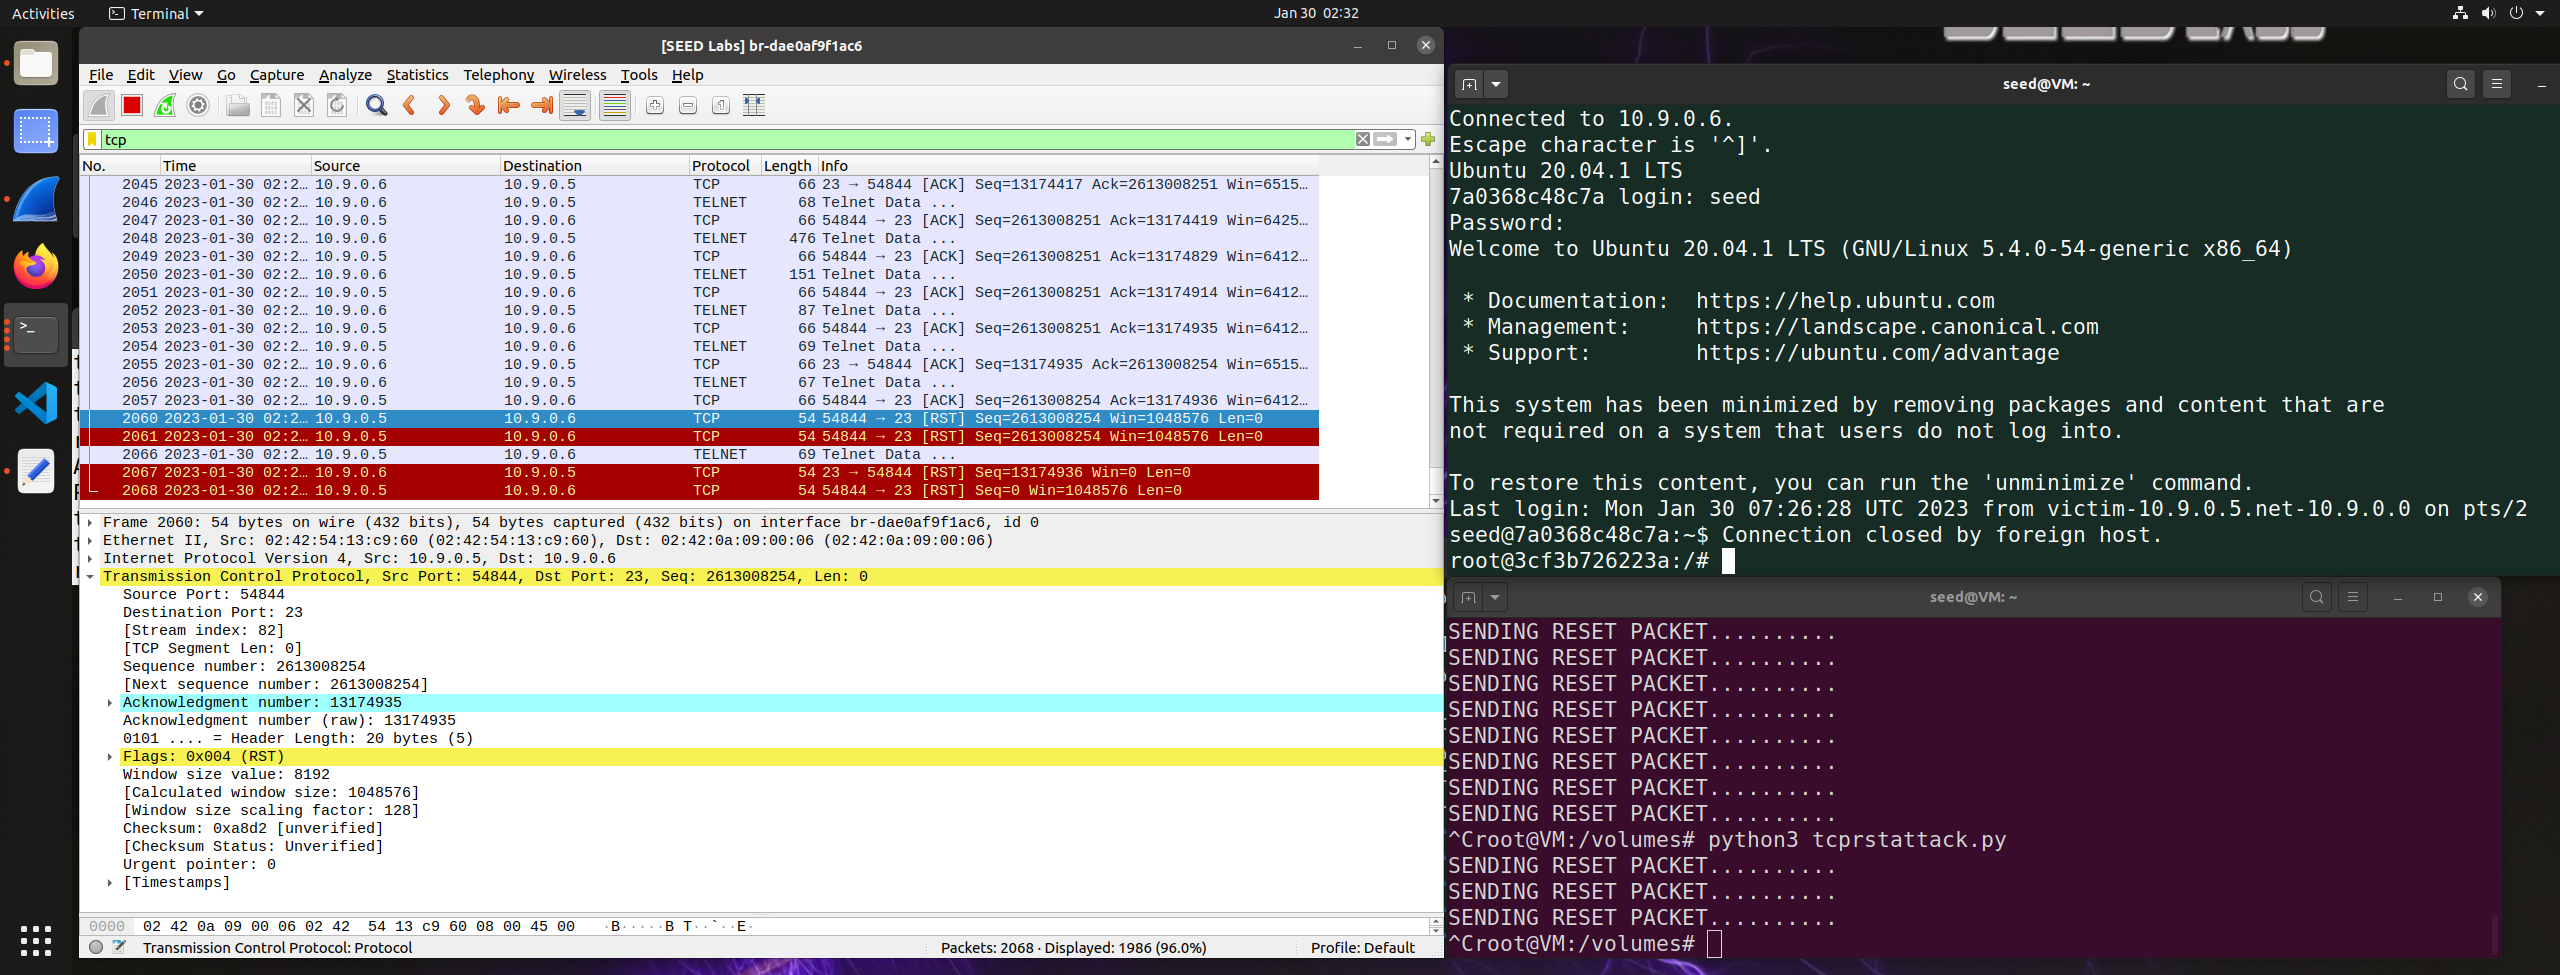 Activities
Terminal
Jan 30 02:32
[SEED Labs] br-dae0af9f1ac6
File Edit View Go Capture Analyze Statistics Telephony Wireless Tools Help
tcp
No. Time Source Destination Protocol Length Info
2045 2023-01-30 02:2… 10.9.0.6 10.9.0.5 TCP 66 23 → 54844 [ACK] Seq=13174417 Ack=2613008251 Win=6515…
2046 2023-01-30 02:2… 10.9.0.6 10.9.0.5 TELNET 68 Telnet Data ...
2047 2023-01-30 02:2… 10.9.0.5 10.9.0.6 TCP 66 54844 → 23 [ACK] Seq=2613008251 Ack=13174419 Win=6425…
2048 2023-01-30 02:2… 10.9.0.6 10.9.0.5 TELNET 476 Telnet Data ...
2049 2023-01-30 02:2… 10.9.0.5 10.9.0.6 TCP 66 54844 → 23 [ACK] Seq=2613008251 Ack=13174829 Win=6412…
2050 2023-01-30 02:2… 10.9.0.6 10.9.0.5 TELNET 151 Telnet Data ...
2051 2023-01-30 02:2… 10.9.0.5 10.9.0.6 TCP 66 54844 → 23 [ACK] Seq=2613008251 Ack=13174914 Win=6412…
2052 2023-01-30 02:2… 10.9.0.6 10.9.0.5 TELNET 87 Telnet Data ...
2053 2023-01-30 02:2… 10.9.0.5 10.9.0.6 TCP 66 54844 → 23 [ACK] Seq=2613008251 Ack=13174935 Win=6412…
2054 2023-01-30 02:2… 10.9.0.5 10.9.0.6 TELNET 69 Telnet Data ...
2055 2023-01-30 02:2… 10.9.0.6 10.9.0.5 TCP 66 23 → 54844 [ACK] Seq=13174935 Ack=2613008254 Win=6515…
2056 2023-01-30 02:2… 10.9.0.6 10.9.0.5 TELNET 67 Telnet Data ...
2057 2023-01-30 02:2… 10.9.0.5 10.9.0.6 TCP 66 54844 → 23 [ACK] Seq=2613008254 Ack=13174936 Win=6412…
2060 2023-01-30 02:2… 10.9.0.5 10.9.0.6 TCP 54 54844 → 23 [RST] Seq=2613008254 Win=1048576 Len=0
2061 2023-01-30 02:2… 10.9.0.5 10.9.0.6 TCP 54 54844 → 23 [RST] Seq=2613008254 Win=1048576 Len=0
2066 2023-01-30 02:2… 10.9.0.5 10.9.0.6 TELNET 69 Telnet Data ...
2067 2023-01-30 02:2… 10.9.0.6 10.9.0.5 TCP 54 23 → 54844 [RST] Seq=13174936 Win=0 Len=0
2068 2023-01-30 02:2… 10.9.0.5 10.9.0.6 TCP 54 54844 → 23 [RST] Seq=0 Win=1048576 Len=0
Frame 2060: 54 bytes on wire (432 bits), 54 bytes captured (432 bits) on interface br-dae0af9f1ac6, id 0
Ethernet II, Src: 02:42:54:13:c9:60 (02:42:54:13:c9:60), Dst: 02:42:0a:09:00:06 (02:42:0a:09:00:06)
Internet Protocol Version 4, Src: 10.9.0.5, Dst: 10.9.0.6
Transmission Control Protocol, Src Port: 54844, Dst Port: 23, Seq: 2613008254, Len: 0
Source Port: 54844
Destination Port: 23
[Stream index: 82]
[TCP Segment Len: 0]
Sequence number: 2613008254
[Next sequence number: 2613008254]
Acknowledgment number: 13174935
Acknowledgment number (raw): 13174935
0101 .... = Header Length: 20 bytes (5)
Flags: 0x004 (RST)
Window size value: 8192
[Calculated window size: 1048576]
[Window size scaling factor: 128]
Checksum: 0xa8d2 [unverified]
[Checksum Status: Unverified]
Urgent pointer: 0
[Timestamps]
0000 02 42 0a 09 00 06 02 42 54 13 c9 60 08 00 45 00 ·B·····B T··`··E·
Transmission Control Protocol: Protocol
Packets: 2068 · Displayed: 1986 (96.0%)
Profile: Default
seed@VM: ~
Connected to 10.9.0.6.
Escape character is '^]'.
Ubuntu 20.04.1 LTS
7a0368c48c7a login: seed
Password:
Welcome to Ubuntu 20.04.1 LTS (GNU/Linux 5.4.0-54-generic x86_64)
* Documentation: https://help.ubuntu.com
* Management: https://landscape.canonical.com
* Support: https://ubuntu.com/advantage
This system has been minimized by removing packages and content that are
not required on a system that users do not log into.
To restore this content, you can run the 'unminimize' command.
Last login: Mon Jan 30 07:26:28 UTC 2023 from victim-10.9.0.5.net-10.9.0.0 on pts/2
seed@7a0368c48c7a:~$ Connection closed by foreign host.
root@3cf3b726223a:/#
seed@VM: ~
SENDING RESET PACKET..........
SENDING RESET PACKET..........
SENDING RESET PACKET..........
SENDING RESET PACKET..........
SENDING RESET PACKET..........
SENDING RESET PACKET..........
SENDING RESET PACKET..........
SENDING RESET PACKET..........
^Croot@VM:/volumes# python3 tcprstattack.py
SENDING RESET PACKET..........
SENDING RESET PACKET..........
SENDING RESET PACKET..........
^Croot@VM:/volumes#